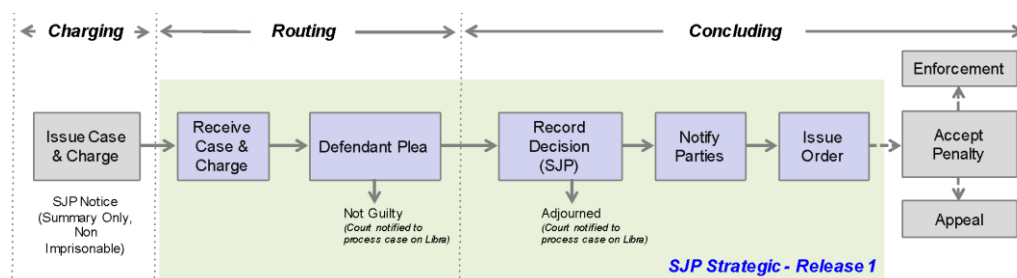 Charging
Routing
Concluding
Enforcement
Issue Case
& Charge
Receive
Case &
Charge
Defendant Plea
Record
Decision
(SJP)
Notify
Parties
Issue
Order
Accept
Penalty
SJP Notice
(Summary Only,
Non
Imprisonable)
Not Guilty
(Court notified to
process case on Libra)
Adjourned
(Court notified to
process case on Libra)
Appeal
SJP Strategic - Release 1